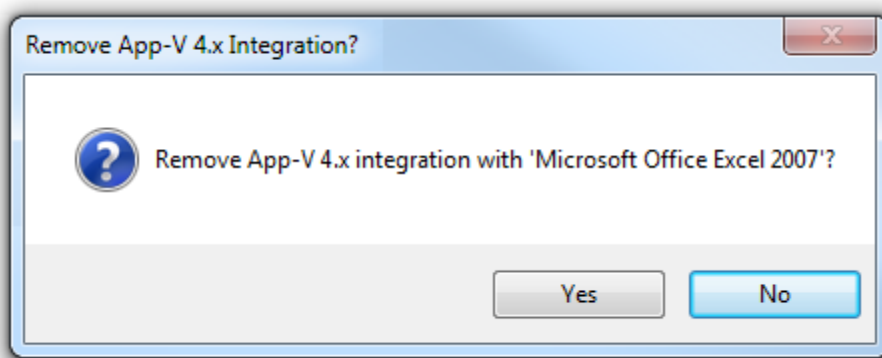 Remove App-V 4.x Integration?
Remove App-V 4.x integration with 'Microsoft Office Excel 2007'?
Yes No